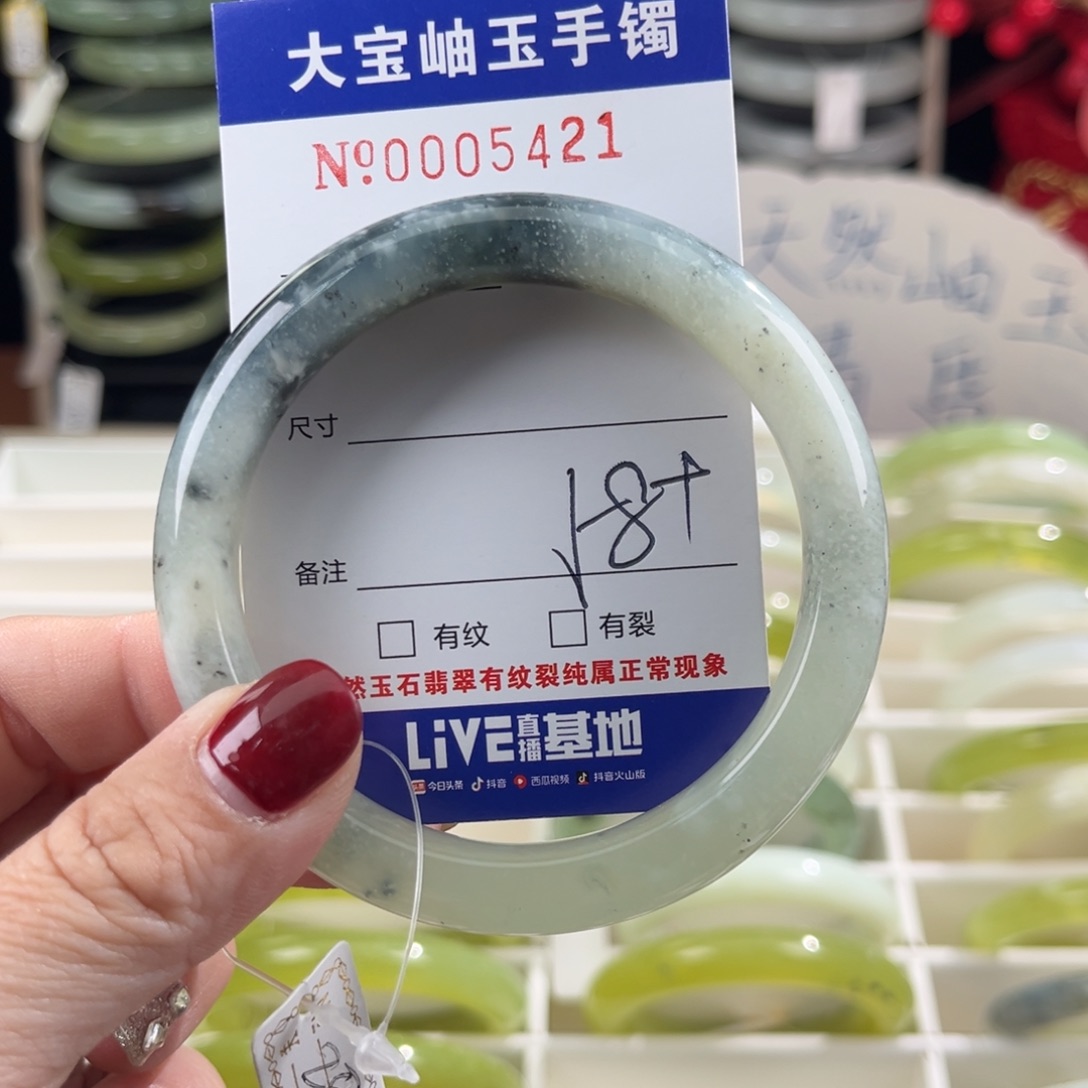 大宝岫玉手镯
Nº0005421
天然岫玉
尺寸
备注
有纹 有裂
然玉石翡翠有纹裂纯属正常现象
LiVE直播基地
今日头条 抖音 西瓜视频 抖音火山版